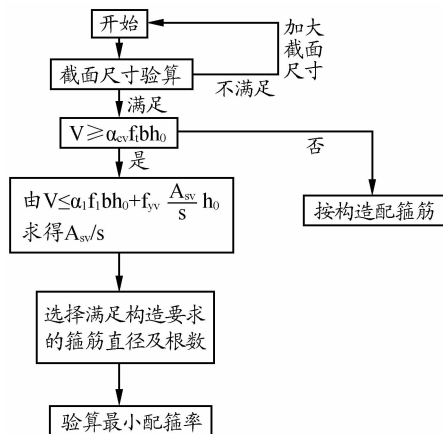 开始
加大
截面
尺寸
截面尺寸验算
不满足
满足
V≥α_cv f_t bh_0
否
是
由V≤α_1 f_1 bh_0+f_yv A_sv/s h_0
求得A_sv/s
按构造配箍筋
选择满足构造要求
的箍筋直径及根数
验算最小配箍率